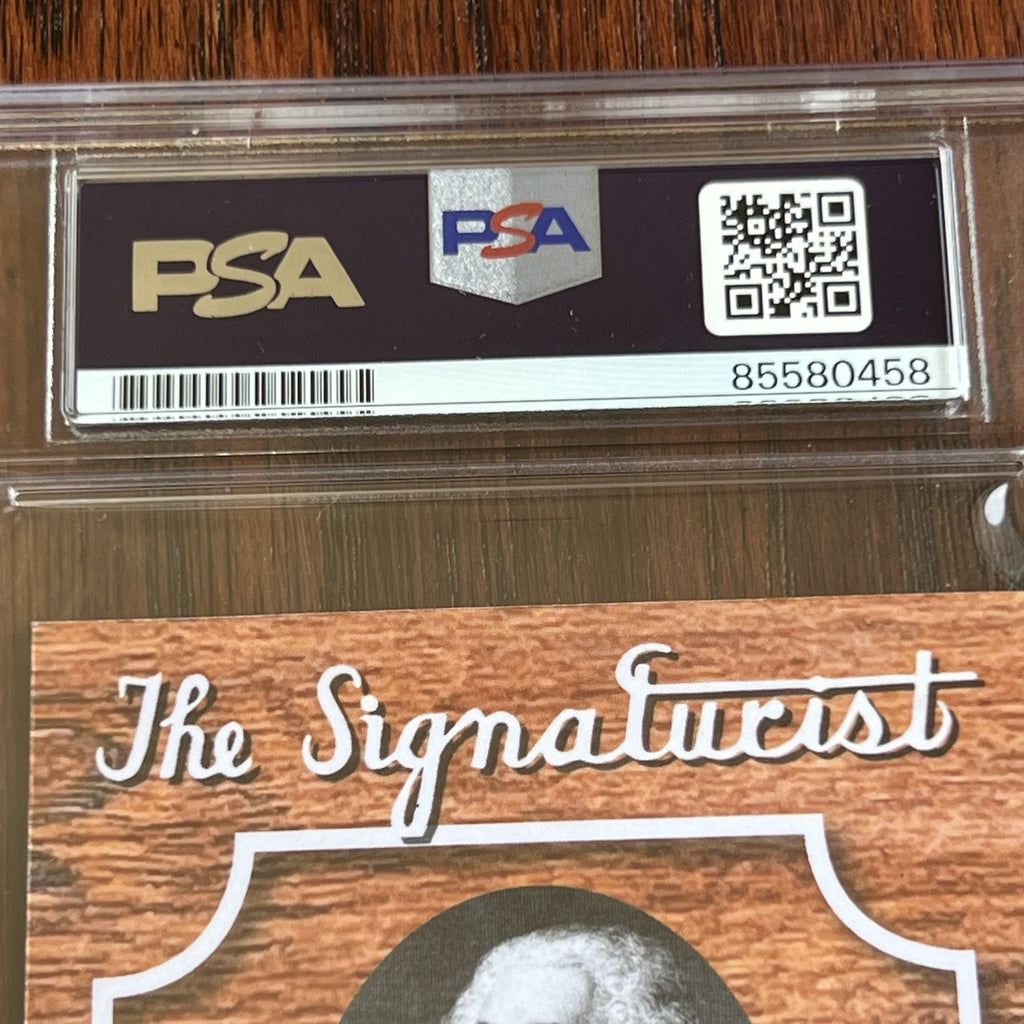 PSA
PSA
85580458
The Signaturist